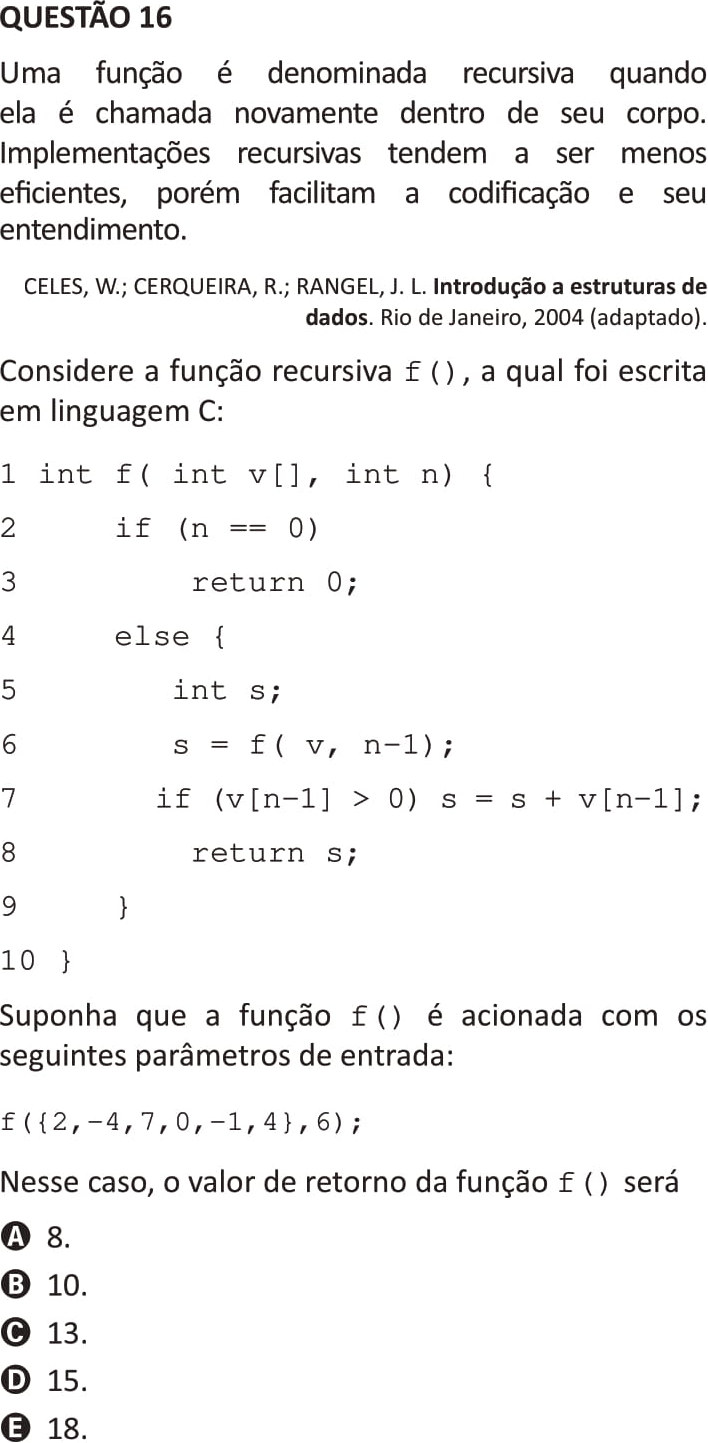 QUESTÃO 16
Uma função é denominada recursiva quando
ela é chamada novamente dentro de seu corpo.
Implementações recursivas tendem a ser menos
eficientes, porém facilitam a codificação e seu
entendimento.
CELES, W.; CERQUEIRA, R.; RANGEL, J. L. Introdução a estruturas de
dados. Rio de Janeiro, 2004 (adaptado).
Considere a função recursiva f(), a qual foi escrita
em linguagem C:
1 int f( int v[], int n) {
2     if (n == 0)
3         return 0;
4     else {
5        int s;
6        s = f( v, n-1);
7       if (v[n-1] > 0) s = s + v[n-1];
8         return s;
9     }
10 }
Suponha que a função f() é acionada com os
seguintes parâmetros de entrada:
f({2,-4,7,0,-1,4},6);
Nesse caso, o valor de retorno da função f() será
A 8.
B 10.
C 13.
D 15.
E 18.